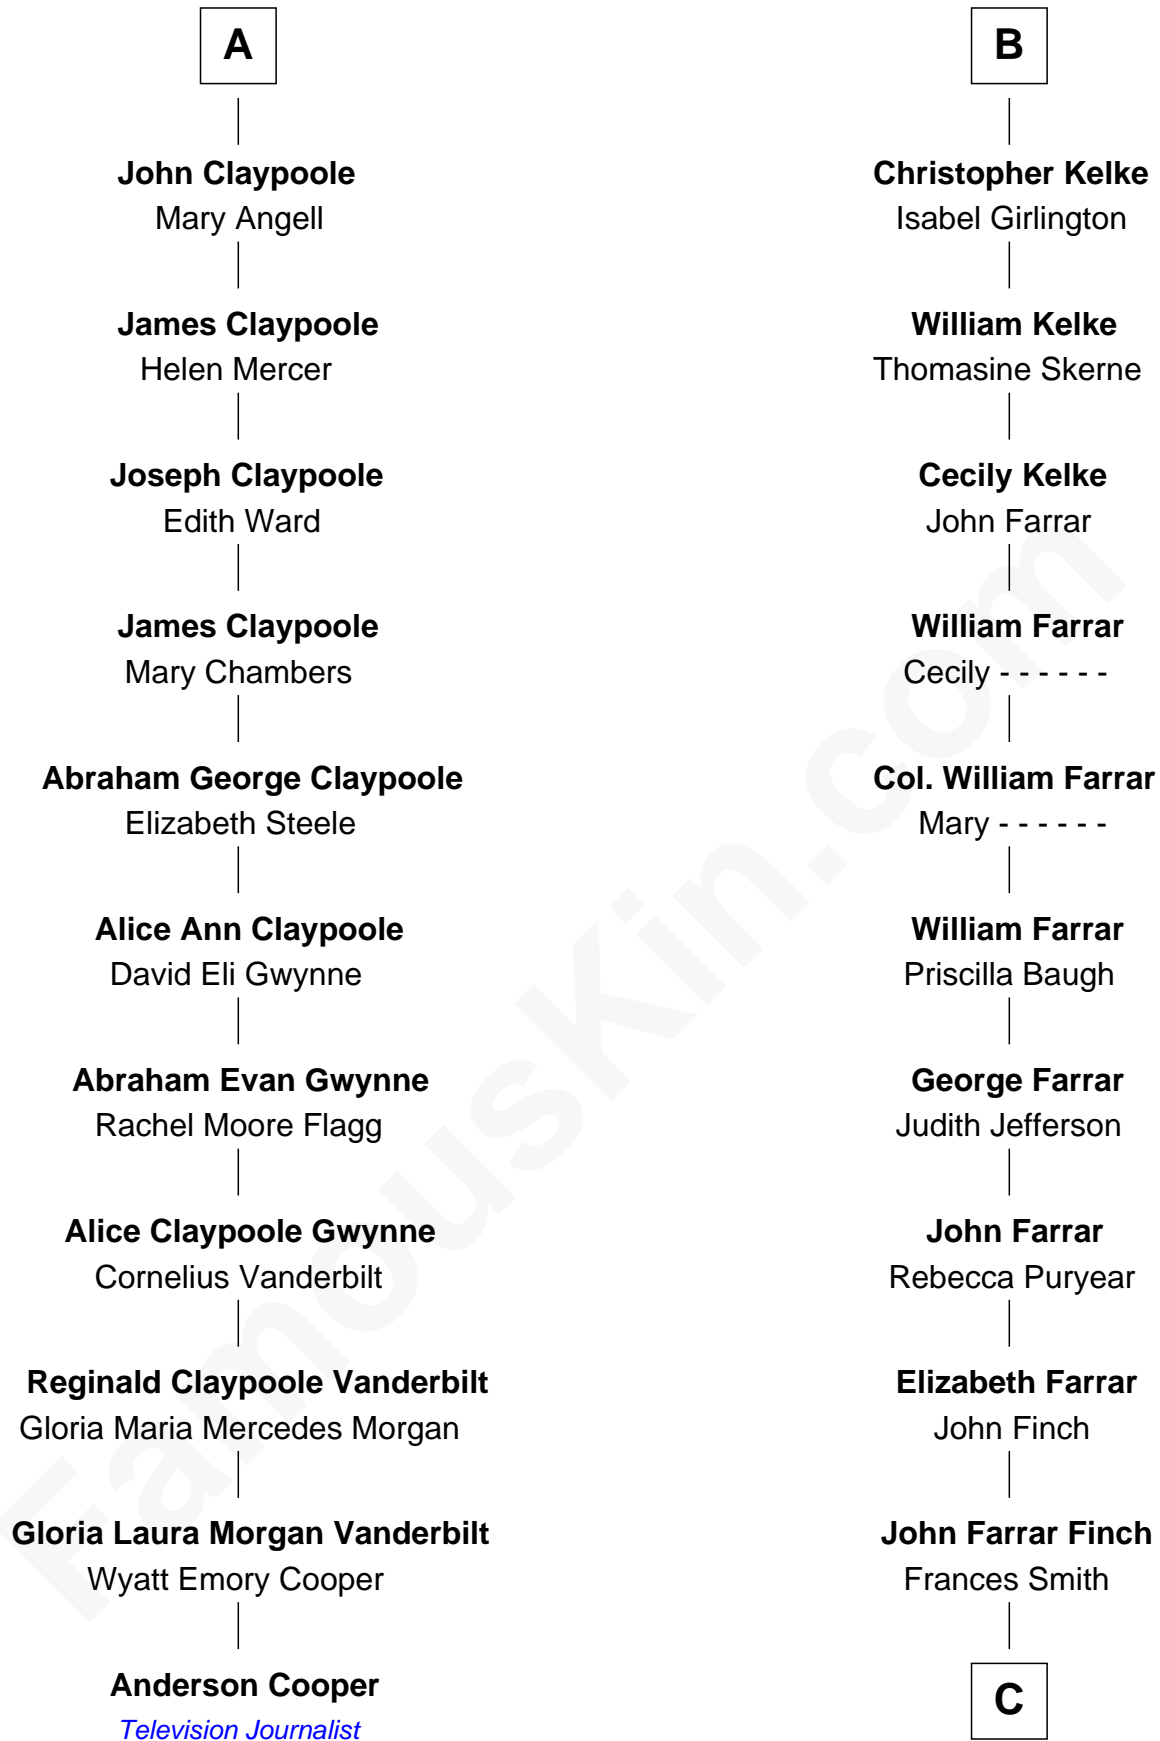 A
John Claypoole
Mary Angell
James Claypoole
Helen Mercer
Joseph Claypoole
Edith Ward
James Claypoole
Mary Chambers
Abraham George Claypoole
Elizabeth Steele
Alice Ann Claypoole
David Eli Gwynne
Abraham Evan Gwynne
Rachel Moore Flagg
Alice Claypoole Gwynne
Cornelius Vanderbilt
Reginald Claypoole Vanderbilt
Gloria Maria Mercedes Morgan
Gloria Laura Morgan Vanderbilt
Wyatt Emory Cooper
Anderson Cooper
Television Journalist
B
Christopher Kelke
Isabel Girlington
William Kelke
Thomasine Skerne
Cecily Kelke
John Farrar
William Farrar
Cecily - - - - - -
Col. William Farrar
Mary - - - - - -
William Farrar
Priscilla Baugh
George Farrar
Judith Jefferson
John Farrar
Rebecca Puryear
Elizabeth Farrar
John Finch
John Farrar Finch
Frances Smith
C
FamousKin.com